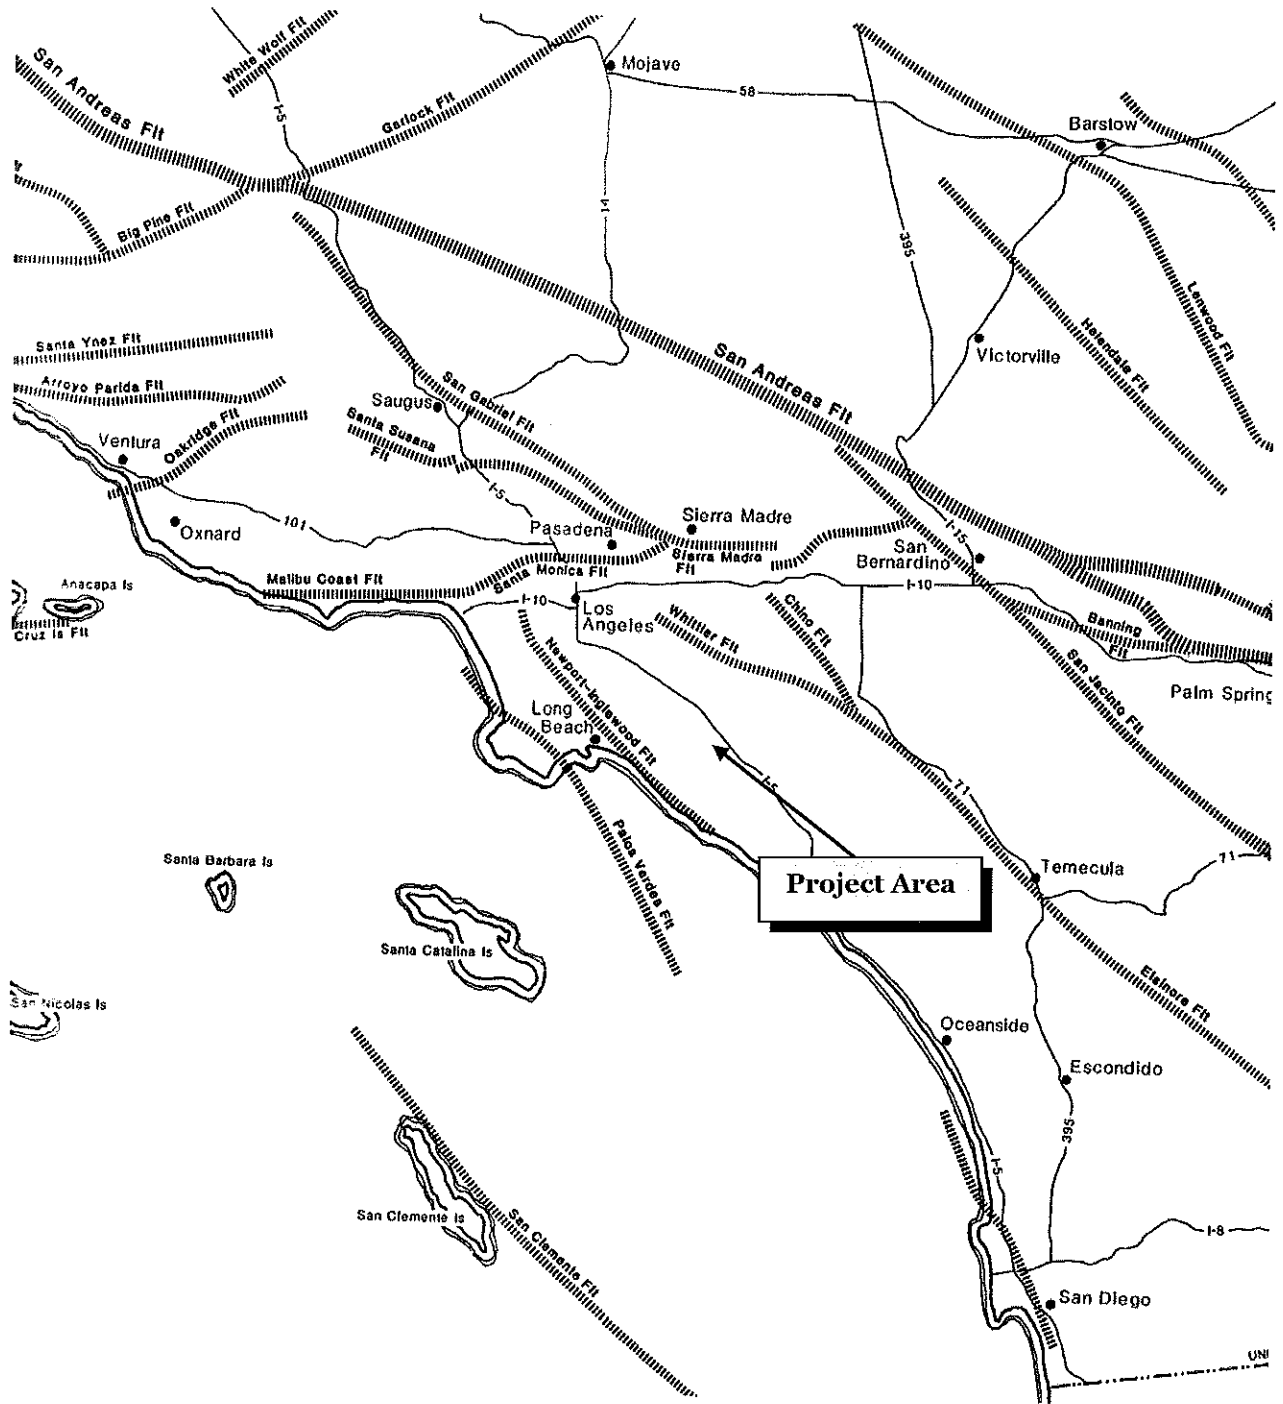 White Wolf Flt
San Andreas Flt
I-5
Garlock Flt
Mojave
58
Barstow
Big Pine Flt
395
Lenwood Flt
Helendale Flt
Santa Ynez Flt
Arroyo Parida Flt
San Andreas Flt
Victorville
Saugus
San Gabriel Flt
Santa Susana
Flt
Oakridge Flt
Ventura
I-5
101
Oxnard
Pasadena
Sierra Madre
Sierra Madre
Flt
Santa
Monica Flt
San
Bernardino
I-15
I-10
Malibu Coast Flt
Anacapa Is
Cruz Is Flt
I-10
Los
Angeles
Whittier Flt
Chino Flt
Banning
Flt
San Jacinto Flt
Palm Spring
Newport-Inglewood Flt
Long
Beach
I-5
71
Palos Verdes Flt
Project Area
Temecula
71
Santa Barbara Is
Santa Catalina Is
San Nicolas Is
Elsinore Flt
Oceanside
Escondido
395
I-5
San Clemente Is
San Clemente Flt
I-8
San Diego
UNI